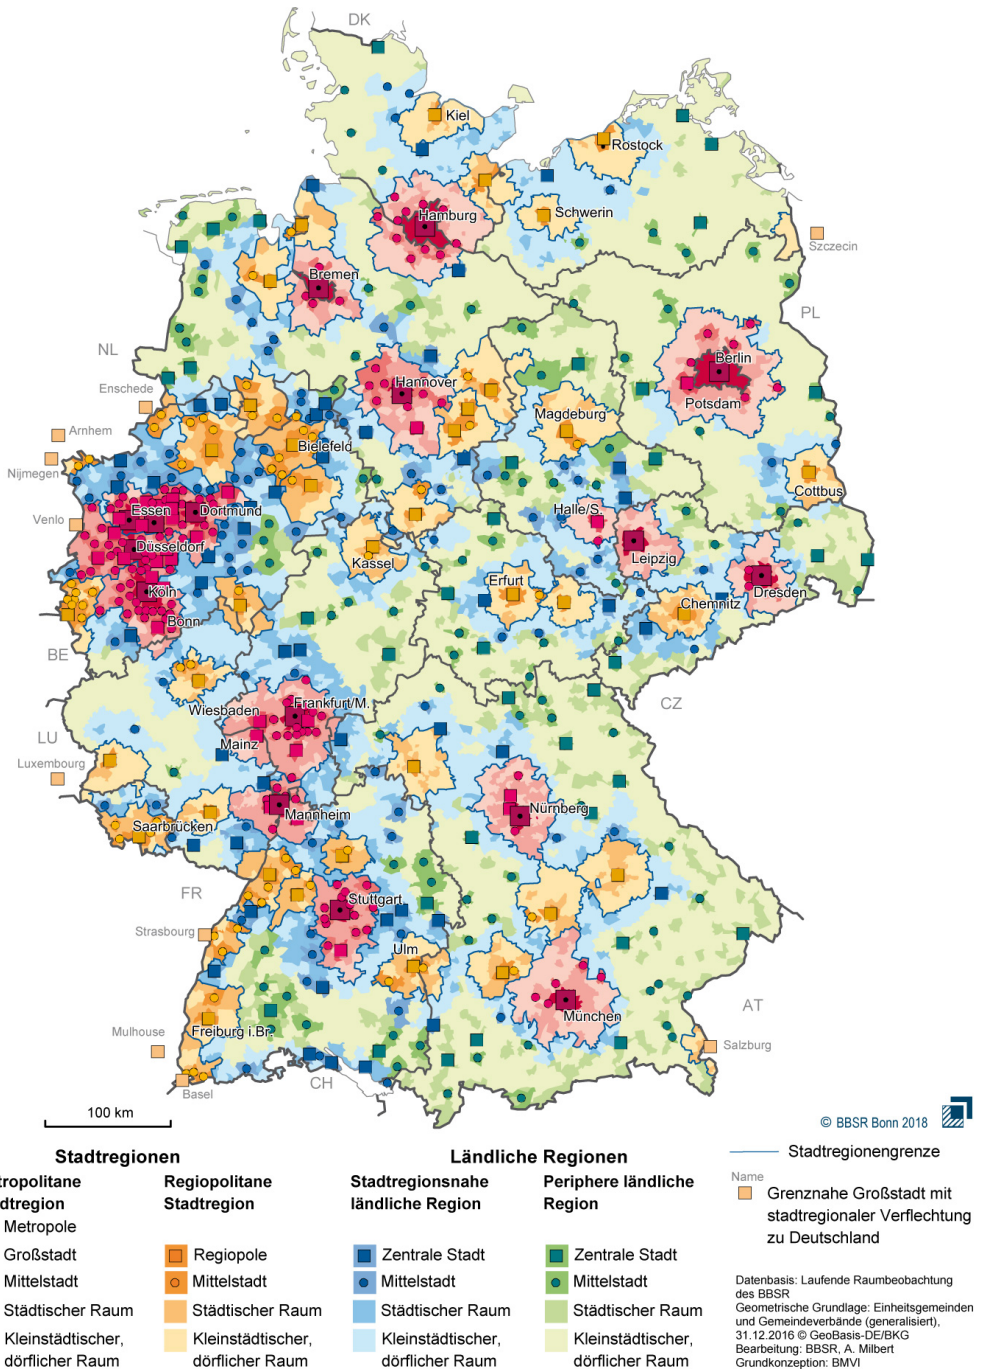 DK
Kiel
Rostock
Hamburg
Schwerin
Szczecin
Bremen
PL
NL
Berlin
Enschede
Hannover
Potsdam
Magdeburg
Arnhem
Bielefeld
Nijmegen
Cottbus
Essen
Dortmund
Halle/S.
Venlo
Düsseldorf
Leipzig
Kassel
Erfurt
Köln
Dresden
Chemnitz
Bonn
BE
CZ
Wiesbaden
Frankfurt/M.
LU
Mainz
Luxembourg
Nürnberg
Mannheim
Saarbrücken
FR
Stuttgart
Strasbourg
Ulm
AT
München
Mulhouse
Freiburg i.Br.
Salzburg
CH
Basel
100 km
© BBSR Bonn 2018
Stadtregionen
Ländliche Regionen
Stadtregionengrenze
tropolitane
dtregion
Regiopolitane
Stadtregion
Stadtregionsnahe
ländliche Region
Periphere ländliche
Region
Name
Grenznahe Großstadt mit
stadtregionaler Verflechtung
zu Deutschland
Metropole
Großstadt
Regiopole
Zentrale Stadt
Zentrale Stadt
Mittelstadt
Mittelstadt
Mittelstadt
Mittelstadt
Städtischer Raum
Städtischer Raum
Städtischer Raum
Städtischer Raum
Kleinstädtischer,
dörflicher Raum
Kleinstädtischer,
dörflicher Raum
Kleinstädtischer,
dörflicher Raum
Kleinstädtischer,
dörflicher Raum
Datenbasis: Laufende Raumbeobachtung
des BBSR
Geometrische Grundlage: Einheitsgemeinden
und Gemeindeverbände (generalisiert),
31.12.2016 © GeoBasis-DE/BKG
Bearbeitung: BBSR, A. Milbert
Grundkonzeption: BMVI